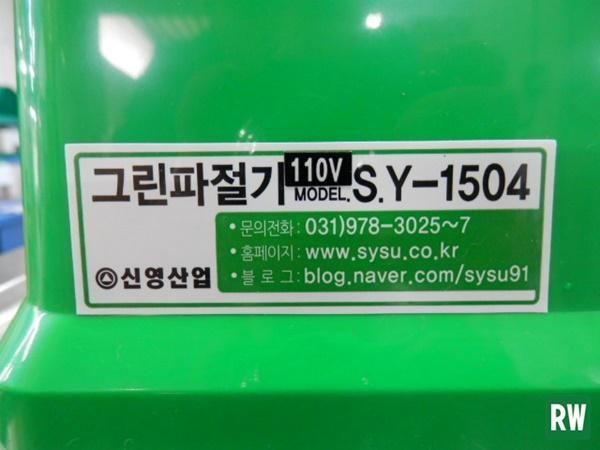 그린파절기 110V MODEL. S.Y-1504
• 문의전화: 031)978-3025~7
• 홈페이지: www.sysu.co.kr
• 블로그: blog.naver.com/sysu91
신영산업
RW